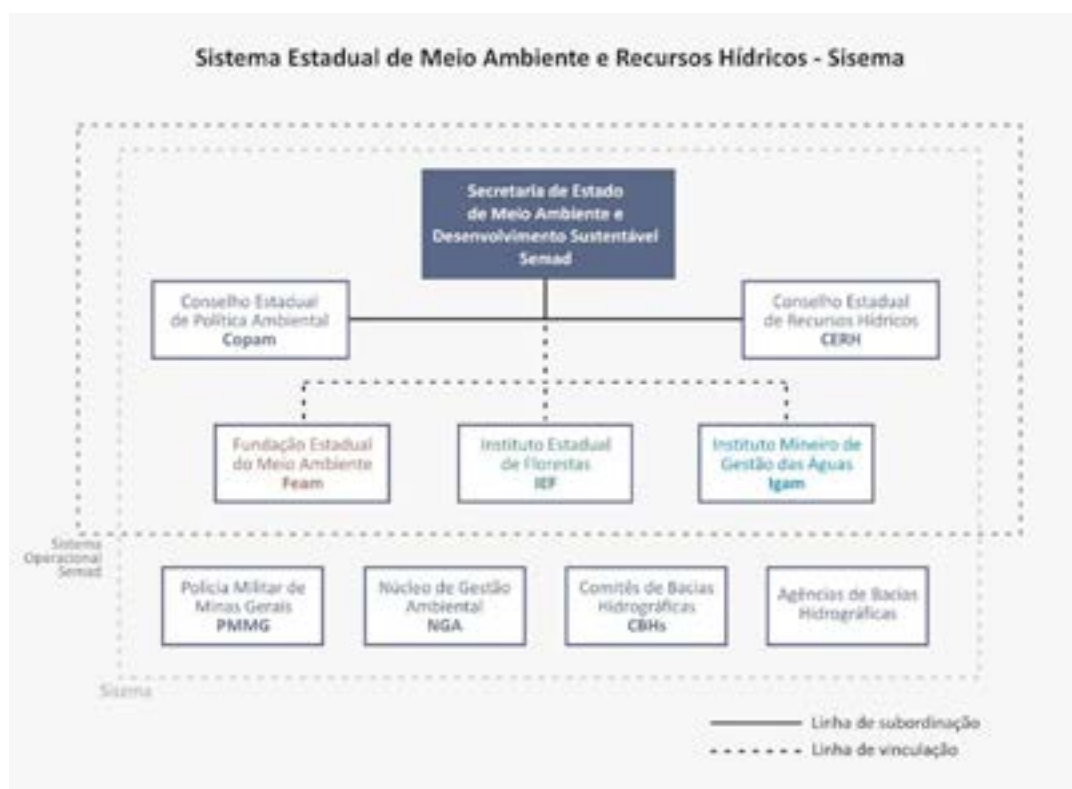 Sistema Estadual de Meio Ambiente e Recursos Hídricos - Sisema
Secretaria de Estado
de Meio Ambiente e
Desenvolvimento Sustentável
Semad
Conselho Estadual
de Política Ambiental
Copam
Conselho Estadual
de Recursos Hídricos
CERH
Fundação Estadual
do Meio Ambiente
Feam
Instituto Estadual
de Florestas
IEF
Instituto Mineiro de
Gestão das Águas
Igam
Sistema
Operacional
Semad
Polícia Militar de
Minas Gerais
PMMG
Núcleo de Gestão
Ambiental
NGA
Comitês de Bacias
Hidrográficas
CBHs
Agências de Bacias
Hidrográficas
Sisema
Linha de subordinação
Linha de vinculação